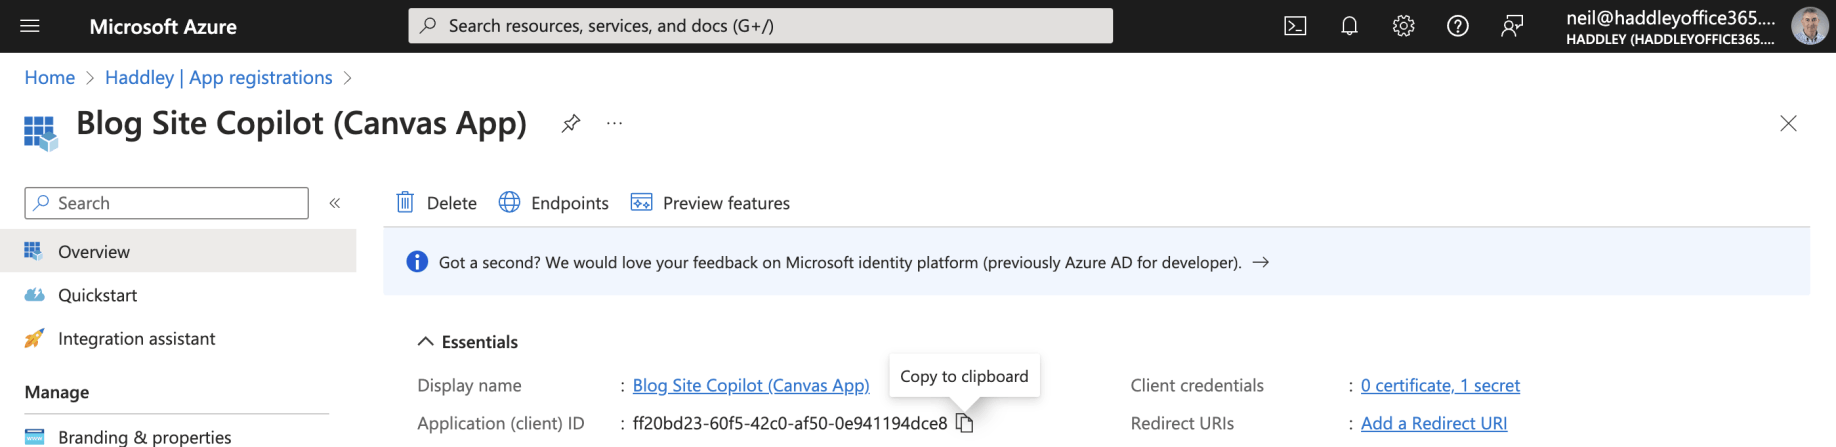 Microsoft Azure
Search resources, services, and docs (G+/)
neil@haddleyoffice365....
HADDLEY (HADDLEYOFFICE365....
Home > Haddley | App registrations >
Blog Site Copilot (Canvas App)
Search
Delete
Endpoints
Preview features
Overview
Got a second? We would love your feedback on Microsoft identity platform (previously Azure AD for developer). →
Quickstart
Integration assistant
Essentials
Copy to clipboard
Display name : Blog Site Copilot (Canvas App)
Client credentials : 0 certificate, 1 secret
Manage
Application (client) ID : ff20bd23-60f5-42c0-af50-0e941194dce8
Redirect URIs : Add a Redirect URI
Branding & properties